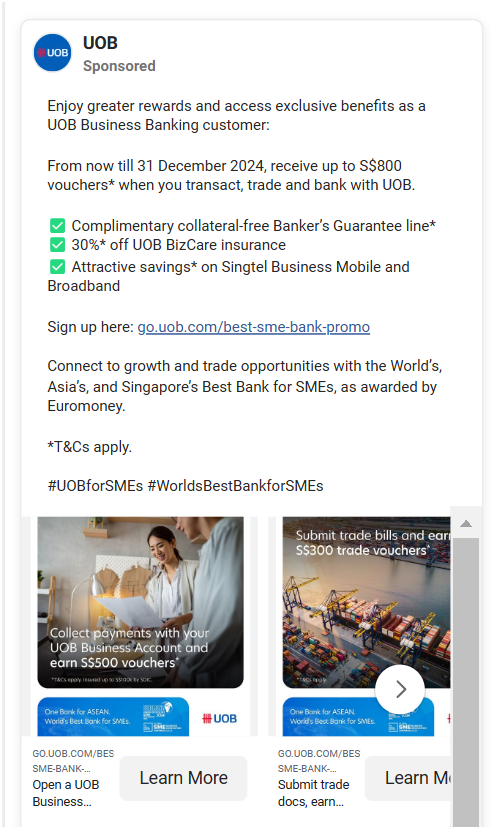 UOB
UOB
Sponsored
Enjoy greater rewards and access exclusive benefits as a
UOB Business Banking customer:
From now till 31 December 2024, receive up to S$800
vouchers* when you transact, trade and bank with UOB.
✅ Complimentary collateral-free Banker's Guarantee line*
✅ 30%* off UOB BizCare insurance
✅ Attractive savings* on Singtel Business Mobile and
Broadband
Sign up here: go.uob.com/best-sme-bank-promo
Connect to growth and trade opportunities with the World's,
Asia's, and Singapore's Best Bank for SMEs, as awarded by
Euromoney.
*T&Cs apply.
#UOBforSMEs #WorldsBestBankforSMEs
Collect payments with your
UOB Business Account and
earn S$500 vouchers*
*T&Cs apply. Insured up to S$100k by SDIC.
One Bank for ASEAN.
World's Best Bank for SMEs.
SME
UOB
GO.UOB.COM/BES
SME-BANK-...
Open a UOB
Business...
Learn More
Submit trade bills and earn
S$300 trade vouchers*
*T&Cs apply.
One Bank for ASEAN.
World's Best Bank for SMEs.
SME
GO.UOB.COM/BES
SME-BANK-...
Submit trade
docs, earn...
Learn Mo